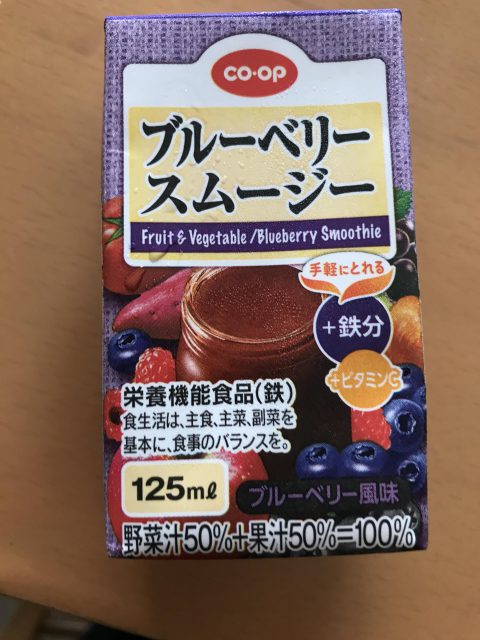 CO·OP
ブルーベリー
スムージー
Fruit & Vegetable /Blueberry Smoothie
手軽にとれる
+鉄分
+ビタミンC
栄養機能食品(鉄)
食生活は、主食、主菜、副菜を
基本に、食事のバランスを。
125mℓ
ブルーベリー風味
野菜汁50%+果汁50%=100%